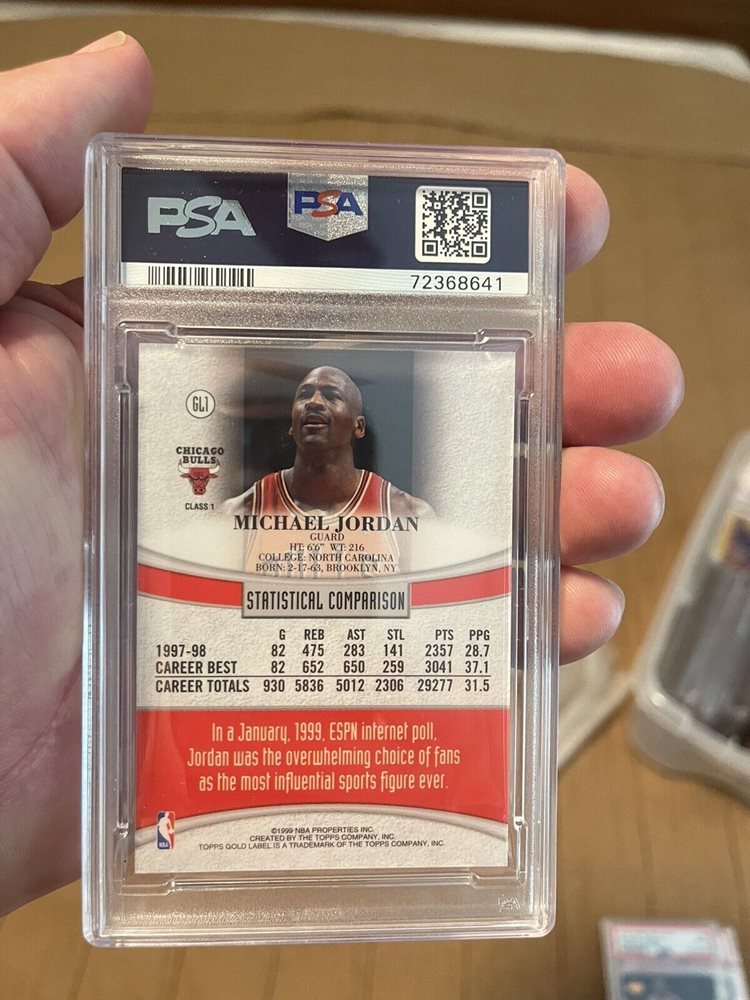 PSA PSA
72368641
GL1
CHICAGO
BULLS
CLASS 1
MICHAEL JORDAN
GUARD
HT: 6'6" WT: 216
COLLEGE: NORTH CAROLINA
BORN: 2-17-63, BROOKLYN, NY
STATISTICAL COMPARISON
G REB AST STL PTS PPG
1997-98 82 475 283 141 2357 28.7
CAREER BEST 82 652 650 259 3041 37.1
CAREER TOTALS 930 5836 5012 2306 29277 31.5
In a January, 1999, ESPN internet poll,
Jordan was the overwhelming choice of fans
as the most influential sports figure ever.
NBA
©1999 NBA PROPERTIES INC.
CREATED BY THE TOPPS COMPANY, INC.
TOPPS GOLD LABEL IS A TRADEMARK OF THE TOPPS COMPANY, INC.